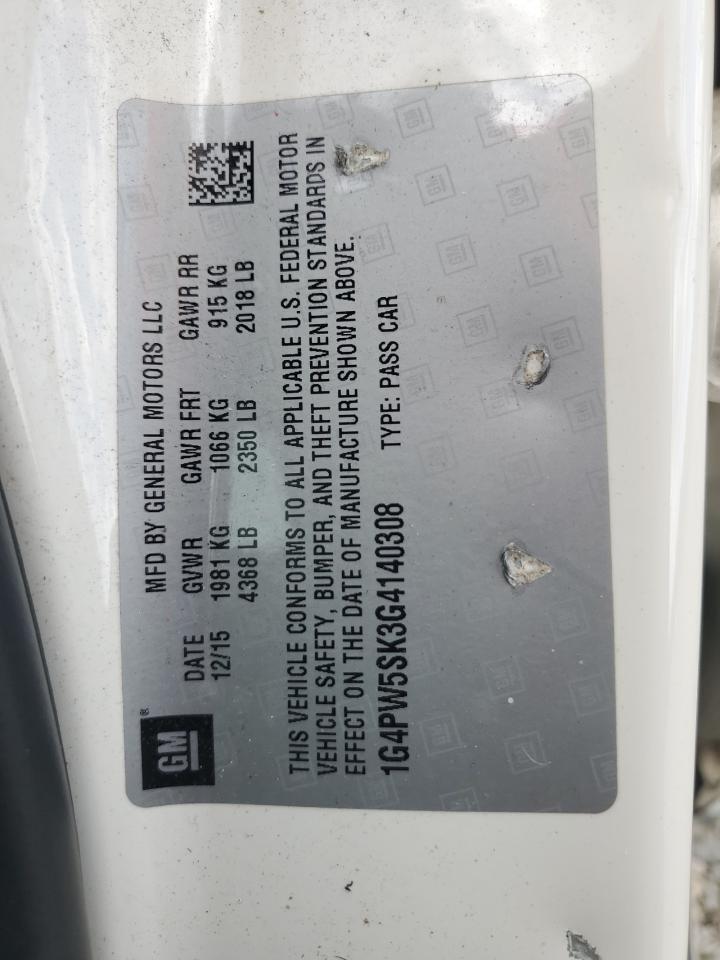 GM ®
MFD BY GENERAL MOTORS LLC
DATE GVWR GAWR FRT GAWR RR
12/15 1981 KG 1066 KG 915 KG
4368 LB 2350 LB 2018 LB
THIS VEHICLE CONFORMS TO ALL APPLICABLE U.S. FEDERAL MOTOR
VEHICLE SAFETY, BUMPER, AND THEFT PREVENTION STANDARDS IN
EFFECT ON THE DATE OF MANUFACTURE SHOWN ABOVE.
1G4PW5SK3G4140308 TYPE: PASS CAR